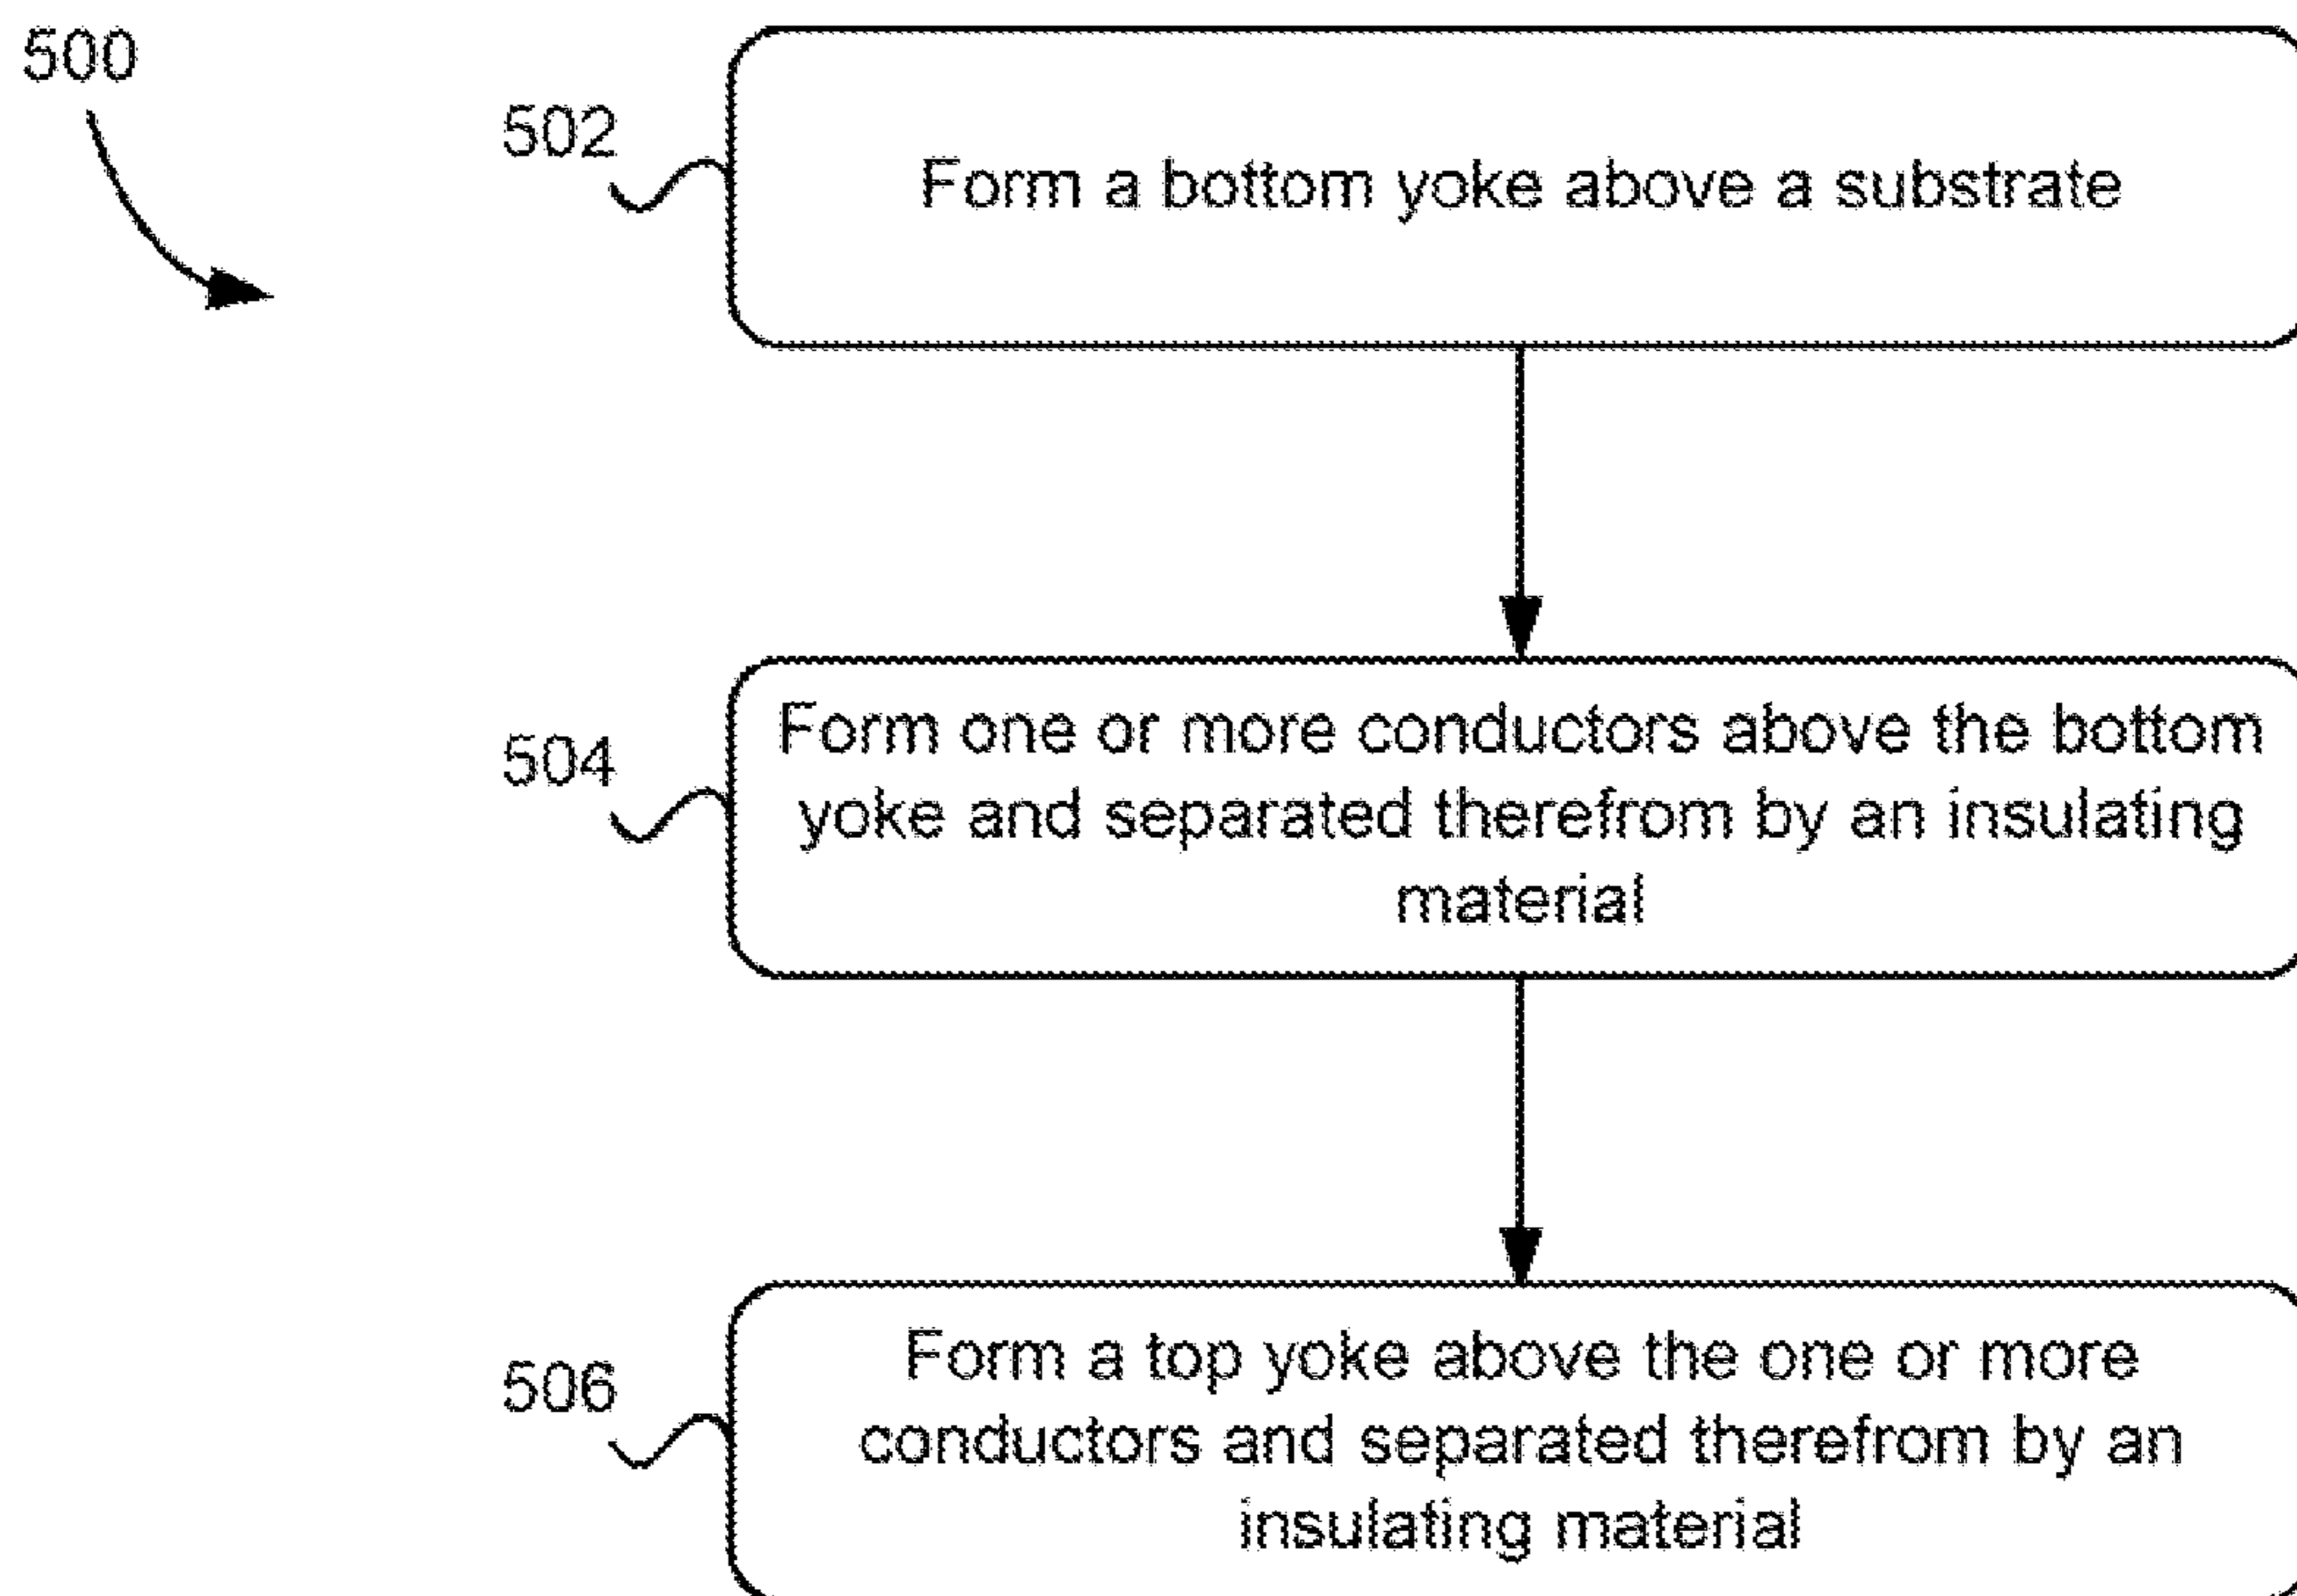 500
502
Form a bottom yoke above a substrate
504
Form one or more conductors above the bottom
yoke and separated therefrom by an insulating
material
506
Form a top yoke above the one or more
conductors and separated therefrom by an
insulating material